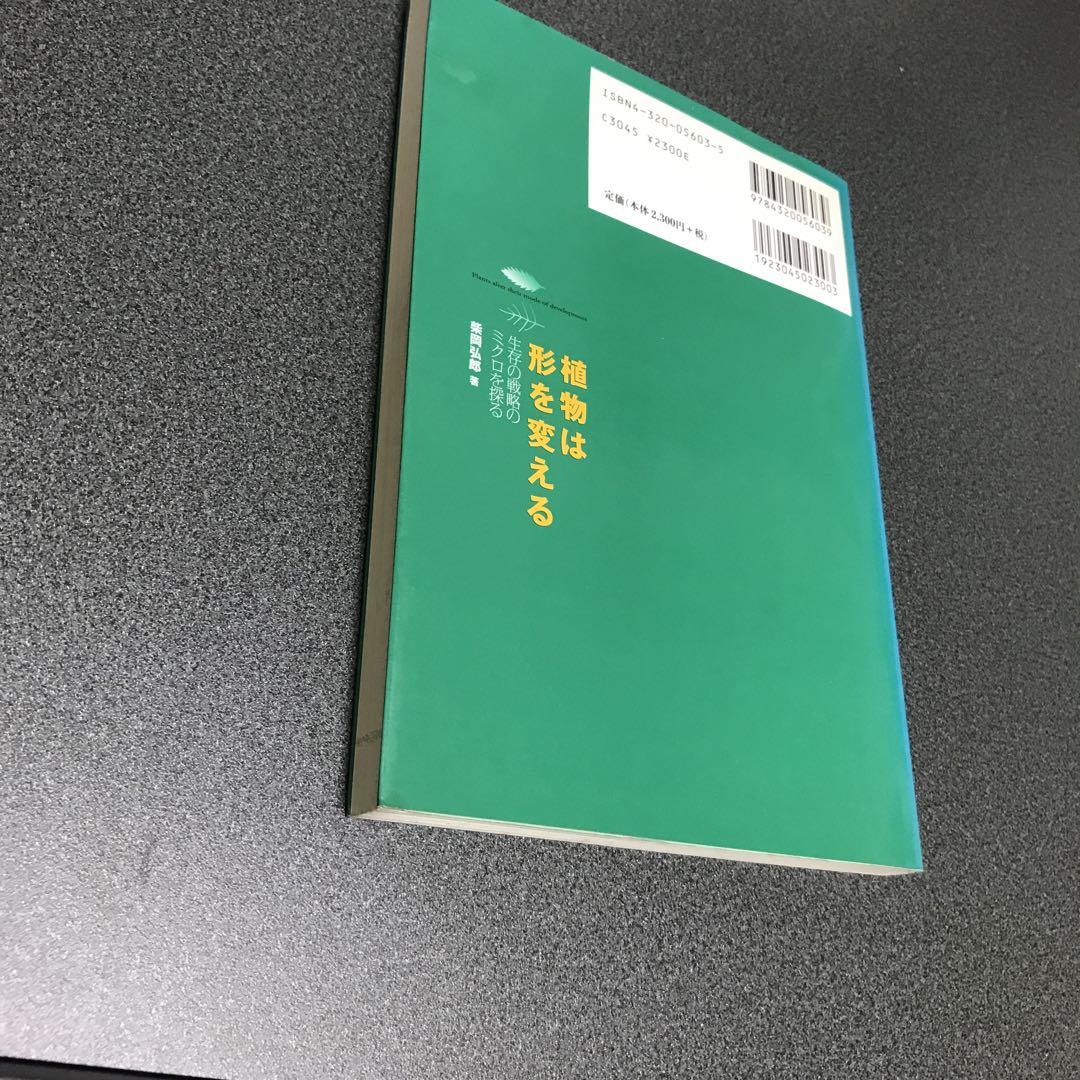 ISBN4-320-05603-5
C3045 ¥2300E
定価(本体2,300円+税)
9784320056039
1923045023003
Plants alter their mode of development
植物は
形を変える
生存の戦略の
ミクロを探る
柴岡弘郎 著